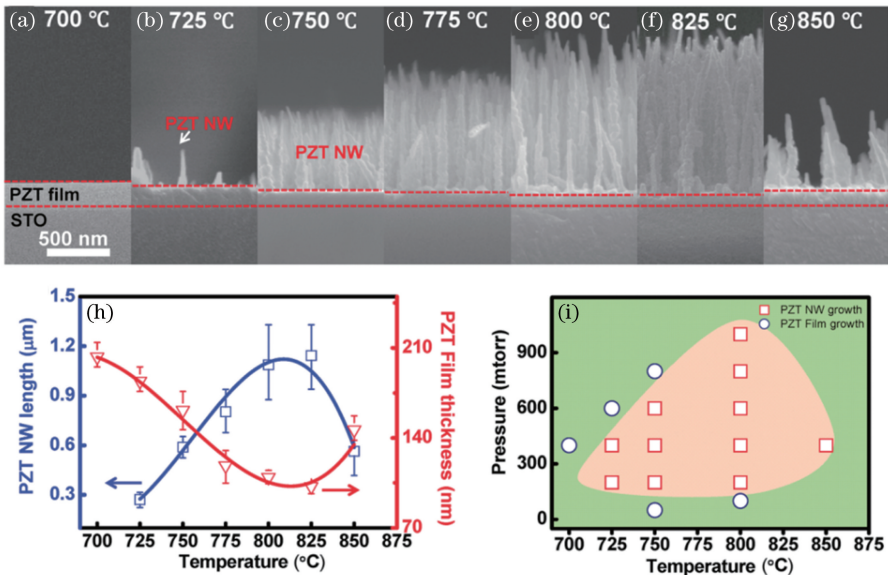 (a) 700 °C (b) 725 °C (c) 750 °C (d) 775 °C (e) 800 °C (f) 825 °C (g) 850 °C
PZT NW
PZT NW
PZT film
STO
500 nm
(h)
PZT NW length (μm)
1.5
1.2
0.9
0.6
0.3
PZT Film thickness (nm)
210
140
70
700 725 750 775 800 825 850 875
Temperature (°C)
(i)
PZT NW growth
PZT Film growth
Pressure (mtorr)
900
600
300
0
700 725 750 775 800 825 850 875
Temperature (°C)